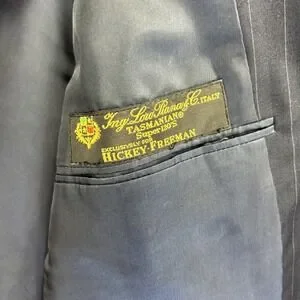 Ing. Loro Piana & C. ITALY
TASMANIAN®
Super 120'S
EXCLUSIVELY FOR
HICKEY-FREEMAN